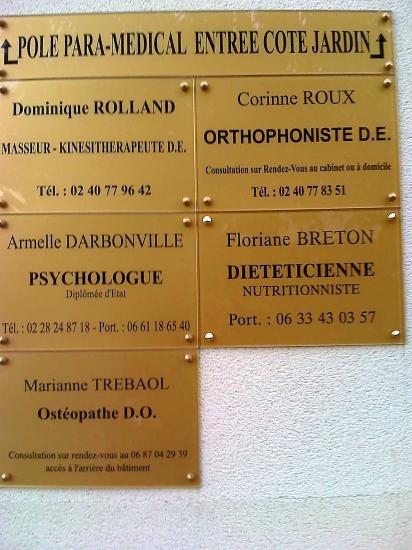 POLE PARA-MEDICAL ENTREE COTE JARDIN
Dominique ROLLAND
MASSEUR - KINESITHERAPEUTE D.E.
Tél. : 02 40 77 96 42
Corinne ROUX
ORTHOPHONISTE D.E.
Consultation sur Rendez-Vous au cabinet ou à domicile
Tél. : 02 40 77 83 51
Armelle DARBONVILLE
PSYCHOLOGUE
Diplômée d'Etat
Tél. : 02 28 24 87 18 - Port. : 06 61 18 65 40
Floriane BRETON
DIETETICIENNE
NUTRITIONNISTE
Port. : 06 33 43 03 57
Marianne TREBAOL
Ostéopathe D.O.
Consultation sur rendez-vous au 06 87 04 29 39
accès à l'arrière du bâtiment